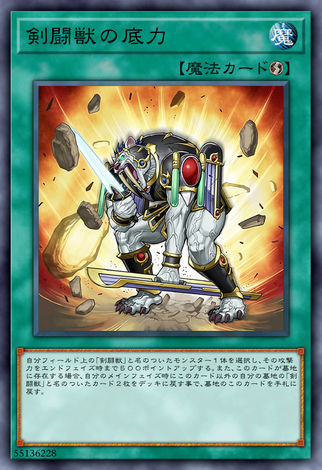 剣闘獣の底力
魔
【魔法カード】
自分フィールド上の「剣闘獣」と名のついたモンスター1体を選択し、その攻撃
力をエンドフェイズ時まで500ポイントアップする。また、このカードが墓地
に存在する場合、自分のメインフェイズ時にこのカード以外の自分の墓地の「剣
闘獣」と名のついたカード2枚をデッキに戻す事で、墓地のこのカードを手札に
戻す。
55136228